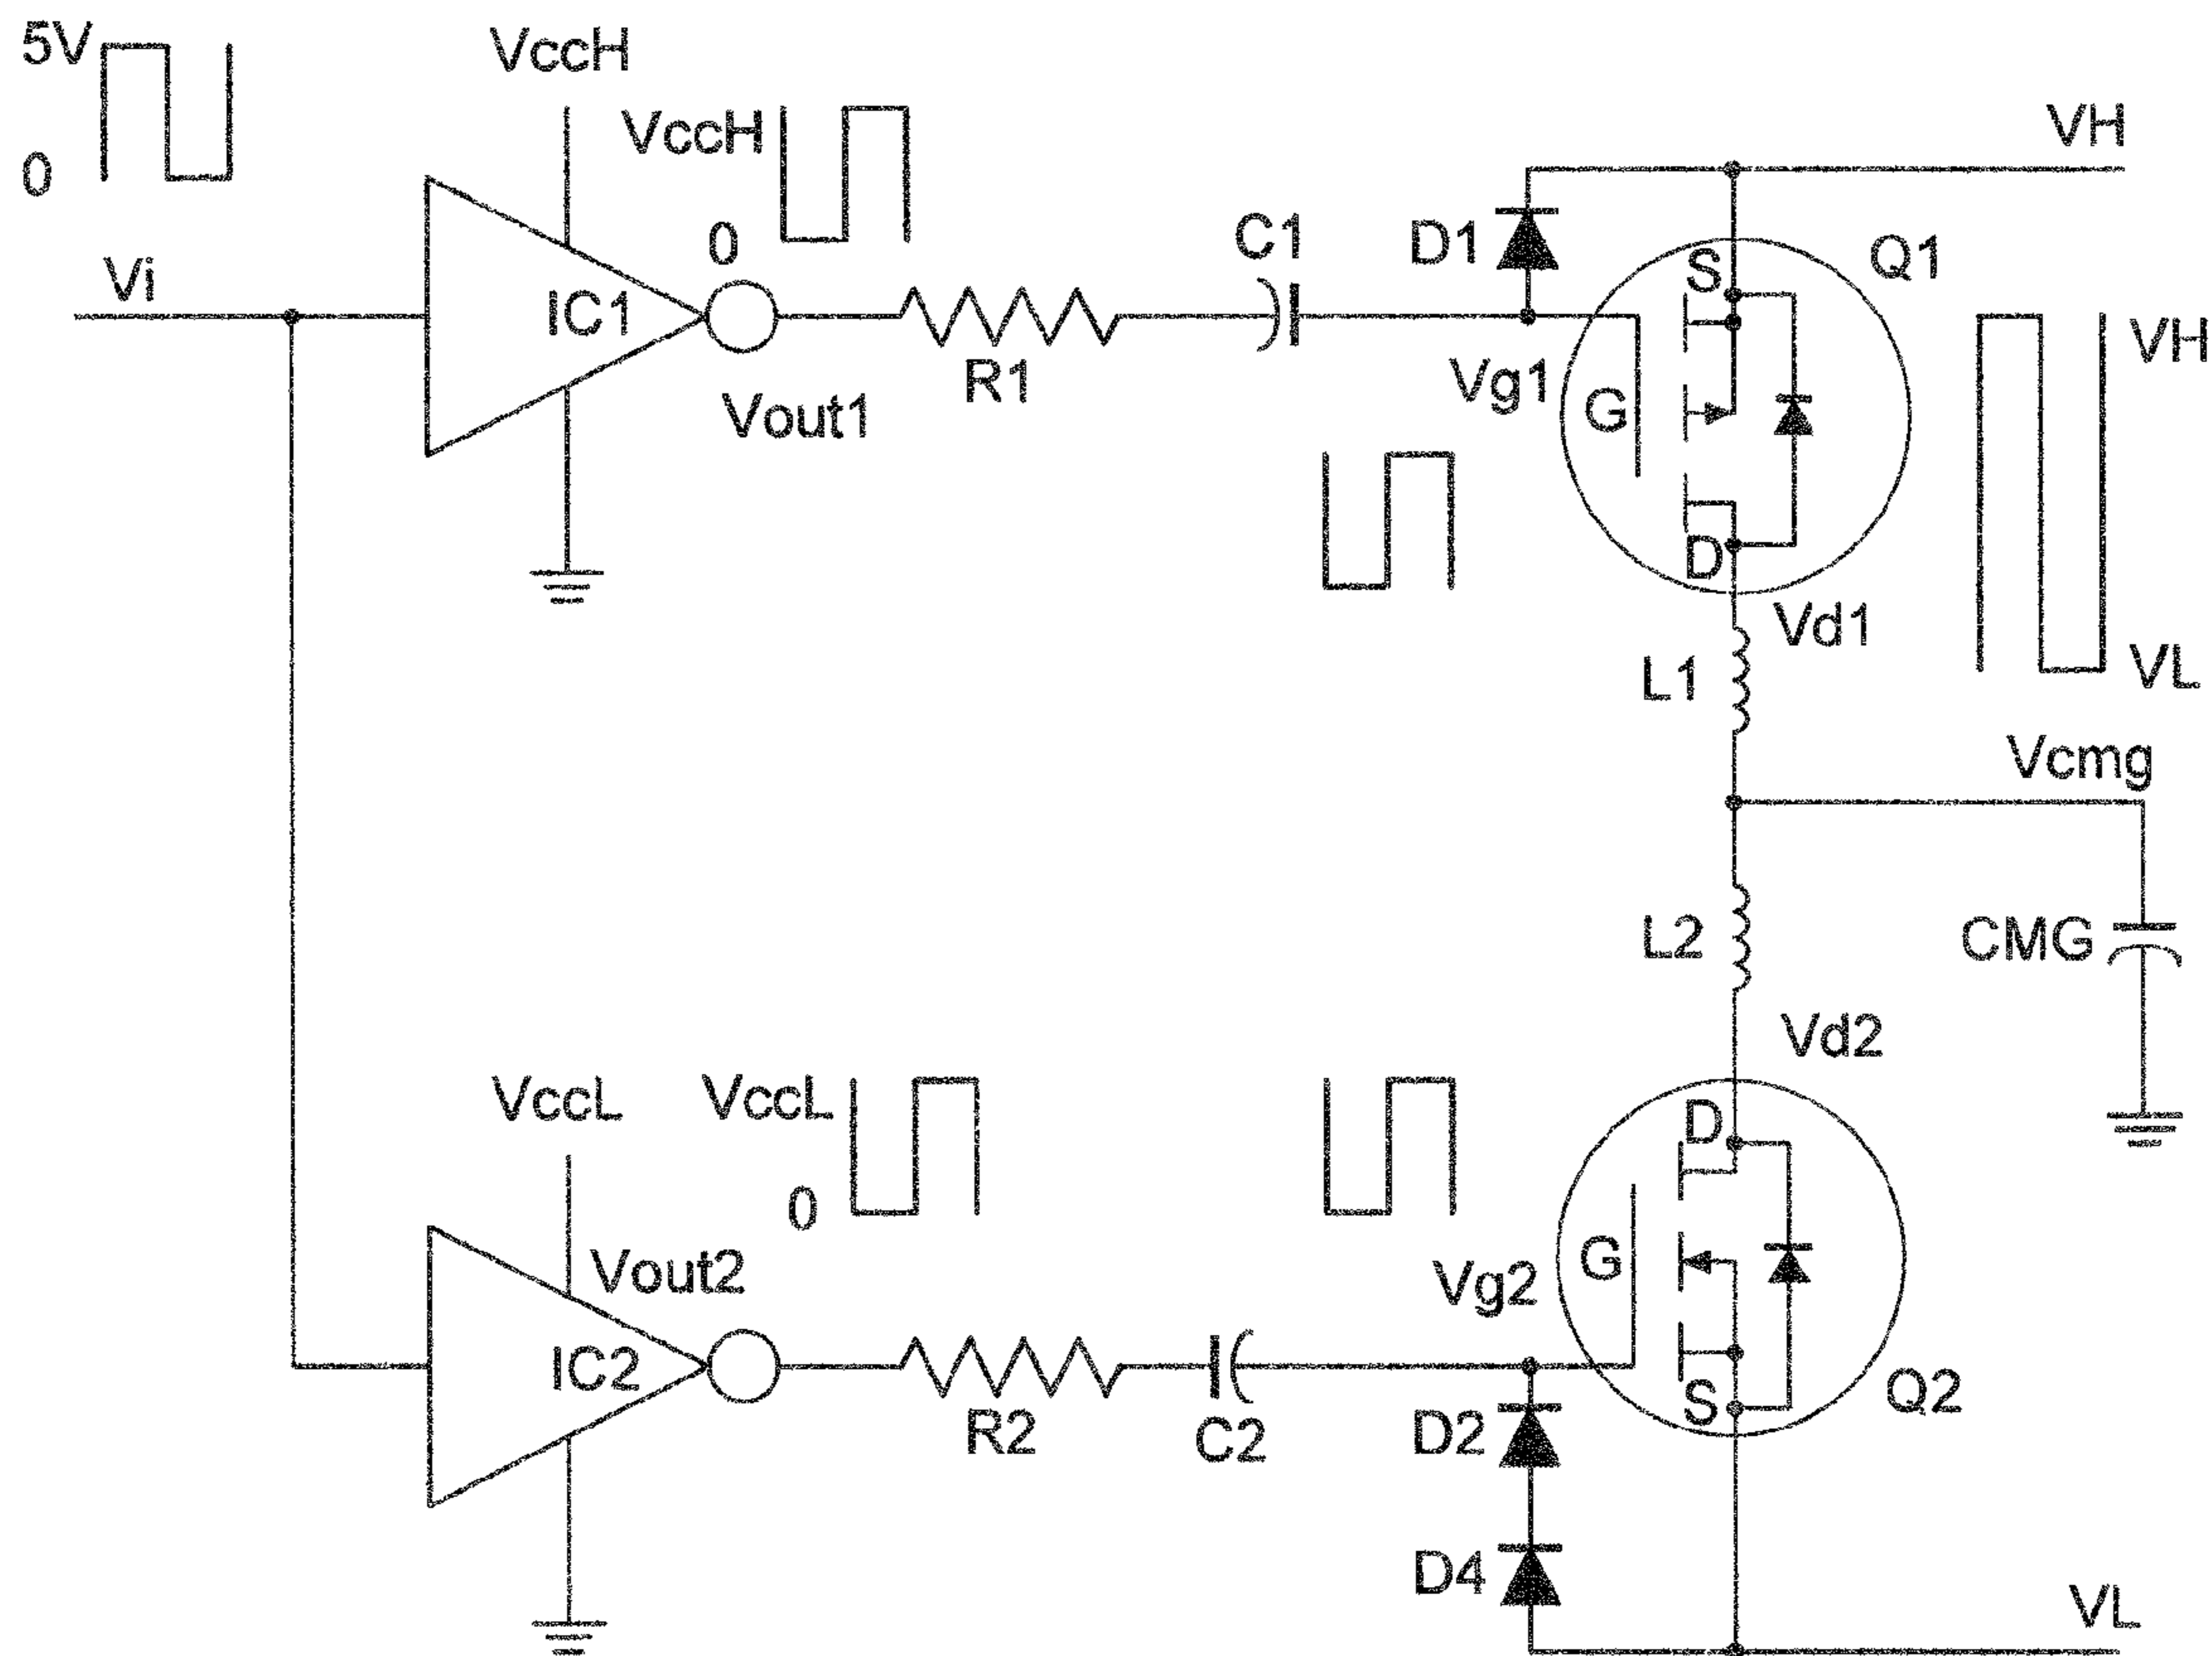 5V
0
VccH
VccH
0
Vi
IC1
Vout1
R1
C1
D1
Vg1
VH
Q1
S
G
D
VH
VL
Vd1
L1
Vcmg
L2
CMG
Vd2
VccL
VccL
0
Vout2
IC2
R2
C2
Vg2
D
G
S
Q2
D2
D4
VL